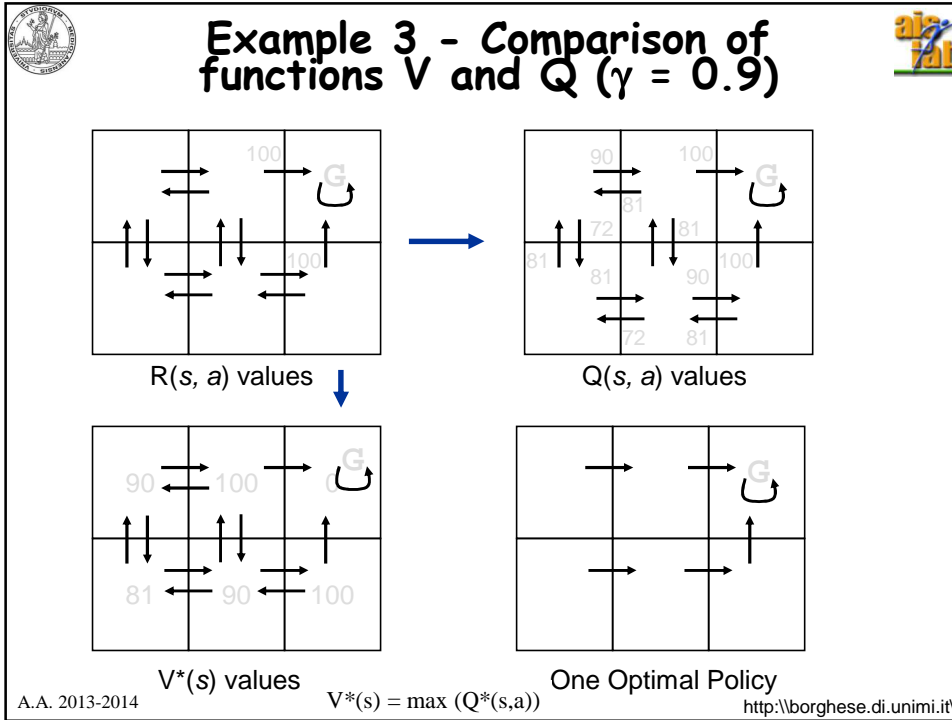 Example 3 - Comparison of
functions V and Q (γ = 0.9)
100
G
100
R(s, a) values
90
100
G
81
72
81
81
100
81
90
72
81
Q(s, a) values
G
90
100
0
81
90
100
V*(s) values
G
One Optimal Policy
A.A. 2013-2014
V*(s) = max (Q*(s,a))
http:\\borghese.di.unimi.it\